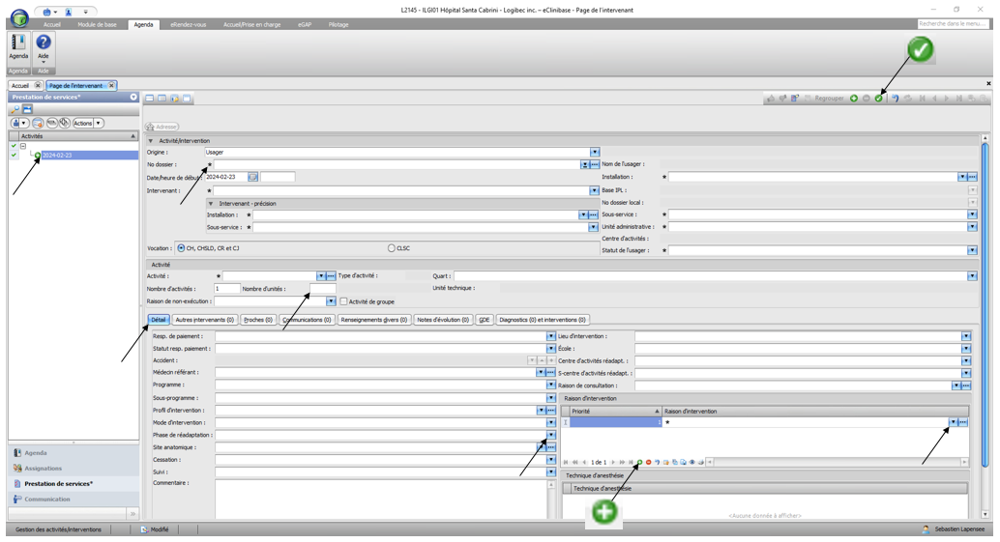 L2145 - ILGI01 Hôpital Santa Cabrini - Logibec inc. – eClinibase - Page de l'intervenant
Accueil Module de base Agenda eRendez-vous Accueil/Prise en charge eGAP Pilotage
Recherche dans le menu...
Agenda Aide
Agenda Aide
Accueil Page de l'intervenant
Prestation de services*
Actions
Regrouper
Activités
2024-02-23
Adresse
Activité/Intervention
Origine : Usager
No dossier : * Nom de l'usager :
Date/heure de début : 2024-02-23 Installation : *
Intervenant : * Base IPL :
Intervenant - précision No dossier local :
Installation : * Sous-service : *
Sous-service : * Unité administrative : *
Centre d'activités :
Vocation : CH, CHSLD, CR et CJ CLSC Statut de l'usager : *
Activité
Activité : * Type d'activité : Quart :
Nombre d'activités : 1 Nombre d'unités : Unité technique :
Raison de non-exécution : Activité de groupe
Détail Autres intervenants (0) Proches (0) Communications (0) Renseignements divers (0) Notes d'évolution (0) GDE Diagnostics (0) et interventions (0)
Resp. de paiement : Lieu d'intervention :
Statut resp. paiement : École :
Accident : Centre d'activités réadapt. :
Médecin référant : S-centre d'activités réadapt. :
Programme : Raison de consultation :
Sous-programme : Raison d'intervention
Profil d'intervention : Priorité Raison d'intervention
Mode d'intervention : 1 *
Phase de réadaptation :
Site anatomique :
Cessation : 1 de 1
Suivi : Technique d'anesthésie
Commentaire : Technique d'anesthésie
<Aucune donnée à afficher>
Agenda
Assignations
Prestation de services*
Communication
Gestion des activités/interventions Modifié Sebastien Lapensee